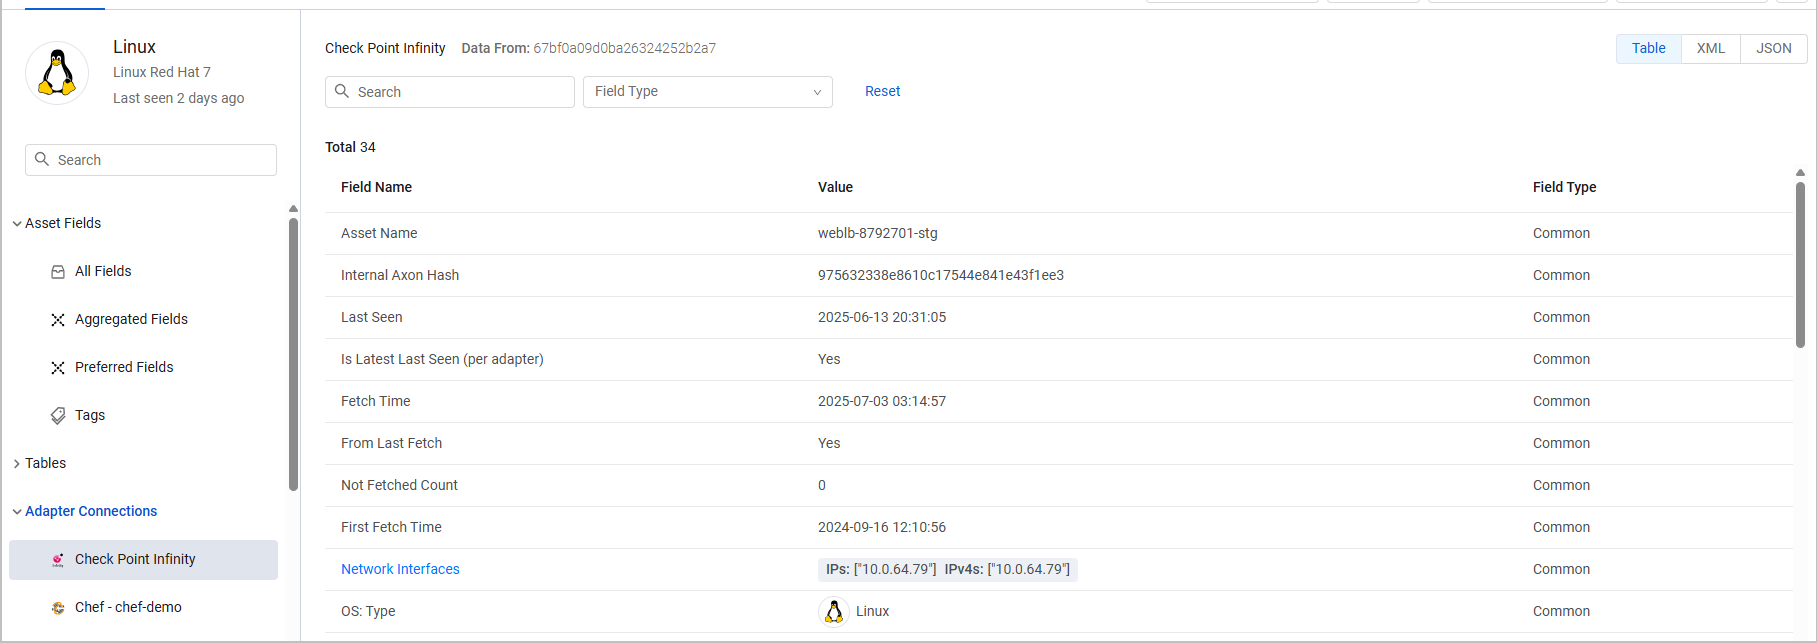 Linux
Linux Red Hat 7
Last seen 2 days ago
Search
Asset Fields
All Fields
Aggregated Fields
Preferred Fields
Tags
Tables
Adapter Connections
Check Point Infinity
Chef - chef-demo
Check Point Infinity Data From: 67bf0a09d0ba26324252b2a7
Table XML JSON
Search Field Type Reset
Total 34
Field Name Value Field Type
Asset Name weblb-8792701-stg Common
Internal Axon Hash 975632338e8610c17544e841e43f1ee3 Common
Last Seen 2025-06-13 20:31:05 Common
Is Latest Last Seen (per adapter) Yes Common
Fetch Time 2025-07-03 03:14:57 Common
From Last Fetch Yes Common
Not Fetched Count 0 Common
First Fetch Time 2024-09-16 12:10:56 Common
Network Interfaces IPs: ["10.0.64.79"] IPv4s: ["10.0.64.79"] Common
OS: Type Linux Common